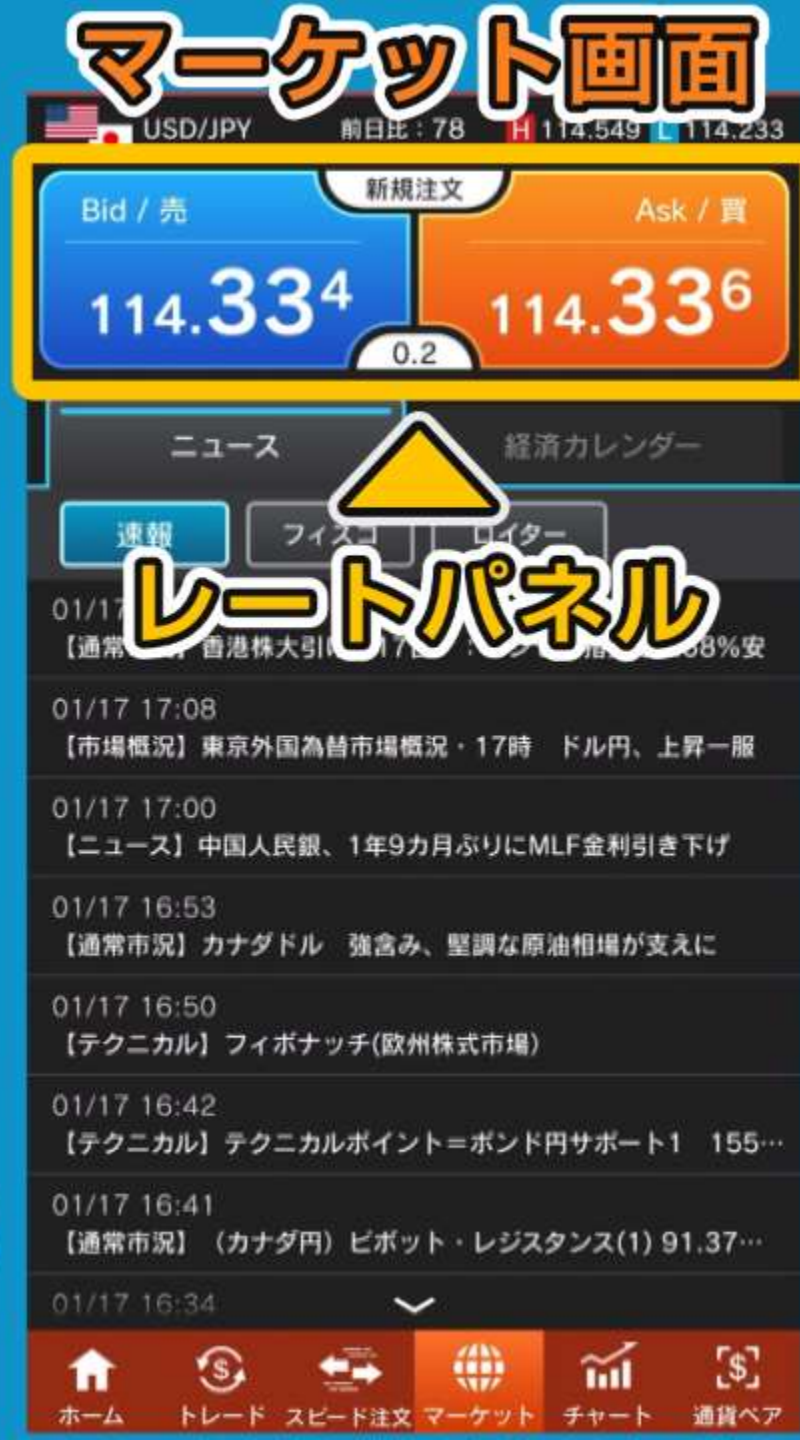 マーケット画面
USD/JPY 前日比:78 H 114.549 L 114.233
新規注文
Bid / 売 Ask / 買
114.334 114.336
0.2
ニュース 経済カレンダー
速報 フィスコ ロイター
レートパネル
01/17
【通常 香港株大引 %安
01/17 17:08
【市場概況】東京外国為替市場概況・17時 ドル円、上昇一服
01/17 17:00
【ニュース】中国人民銀、1年9カ月ぶりにMLF金利引き下げ
01/17 16:53
【通常市況】カナダドル 強含み、堅調な原油相場が支えに
01/17 16:50
【テクニカル】フィボナッチ(欧州株式市場)
01/17 16:42
【テクニカル】テクニカルポイント=ポンド円サポート1 155…
01/17 16:41
【通常市況】(カナダ円)ピボット・レジスタンス(1) 91.37…
01/17 16:34
ホーム トレード スピード注文 マーケット チャート 通貨ペア